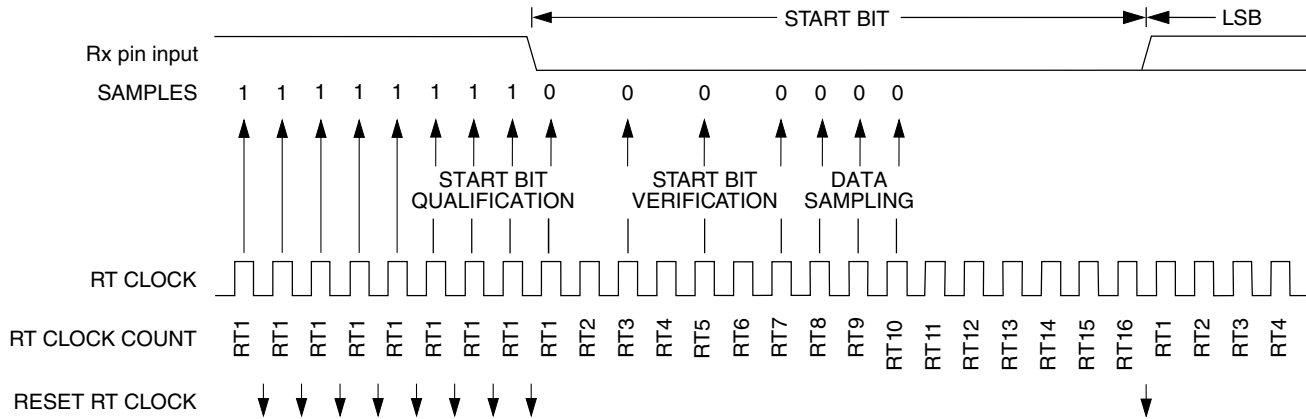 START BIT LSB
Rx pin input
SAMPLES 1 1 1 1 1 1 1 1 0 0 0 0 0 0 0
START BIT QUALIFICATION
START BIT VERIFICATION
DATA SAMPLING
RT CLOCK
RT CLOCK COUNT RT1 RT1 RT1 RT1 RT1 RT1 RT1 RT1 RT1 RT2 RT3 RT4 RT5 RT6 RT7 RT8 RT9 RT10 RT11 RT12 RT13 RT14 RT15 RT16 RT1 RT2 RT3 RT4
RESET RT CLOCK